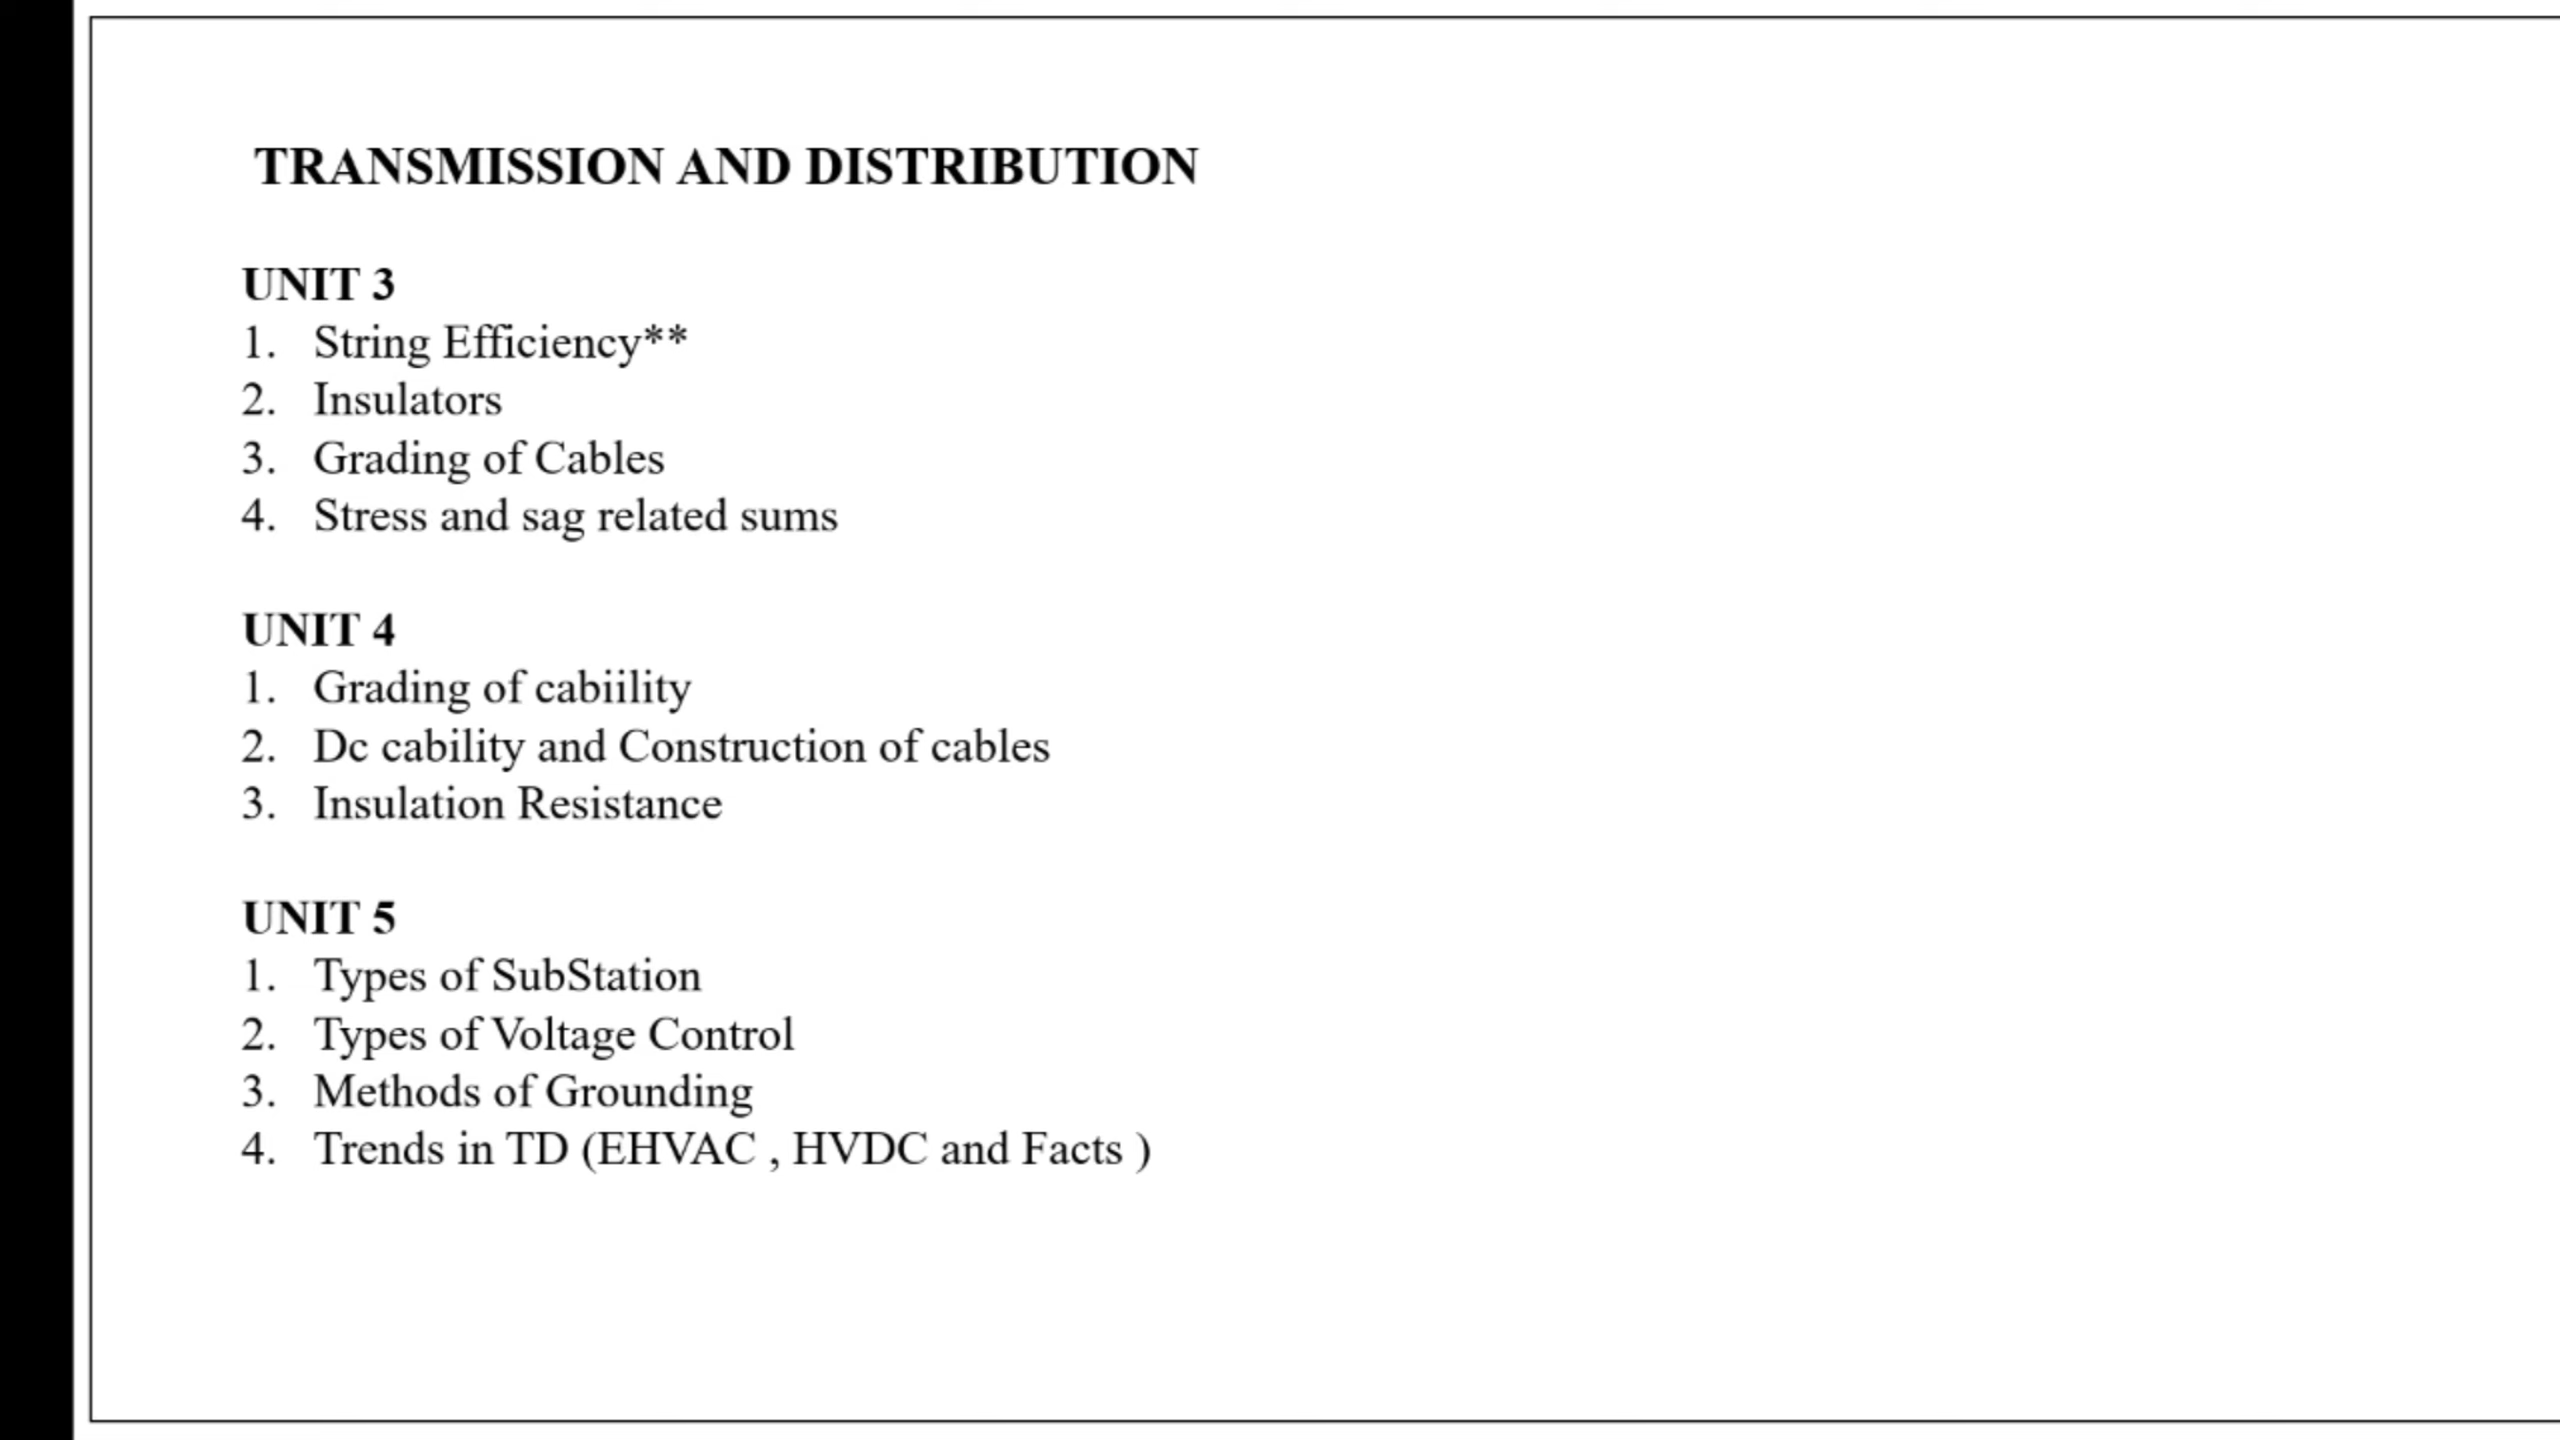 TRANSMISSION AND DISTRIBUTION
UNIT 3
1. String Efficiency**
2. Insulators
3. Grading of Cables
4. Stress and sag related sums
UNIT 4
1. Grading of cabiility
2. Dc cability and Construction of cables
3. Insulation Resistance
UNIT 5
1. Types of SubStation
2. Types of Voltage Control
3. Methods of Grounding
4. Trends in TD (EHVAC , HVDC and Facts )